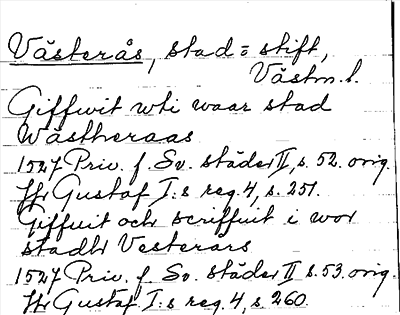 Västerås, stad = stift,
Västm. l.
Giffwit wti waar stad
Wästheraas
1527 Priv. f. Sv. städer II, s. 52. orig.
Jfr Gustaf I:s reg. 4, s. 251.
Giffuit och scriffuit i wor
stadh Vesterars
1527 Priv. f. Sv. städer II s. 53. orig.
Jfr Gustaf I:s reg. 4, s. 260.